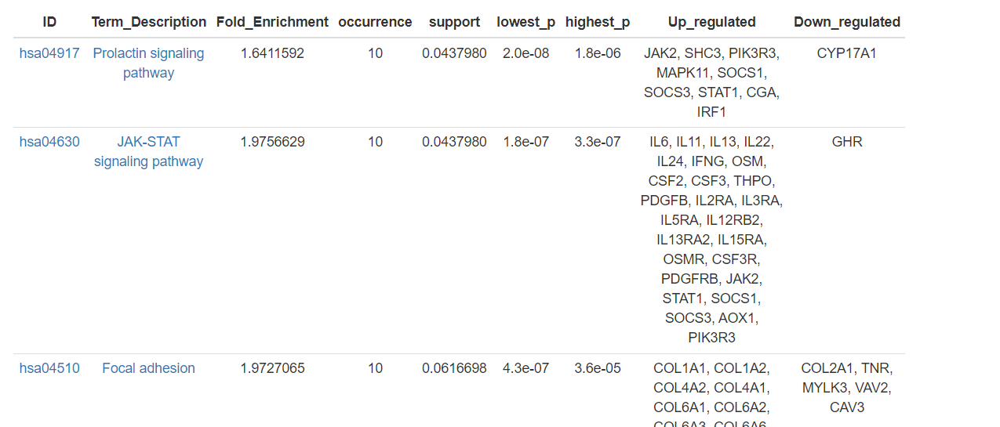 ID Term_Description Fold_Enrichment occurrence support lowest_p highest_p Up_regulated Down_regulated
hsa04917 Prolactin signaling 1.6411592 10 0.0437980 2.0e-08 1.8e-06 JAK2, SHC3, PIK3R3, CYP17A1
pathway MAPK11, SOCS1,
SOCS3, STAT1, CGA,
IRF1
hsa04630 JAK-STAT 1.9756629 10 0.0437980 1.8e-07 3.3e-07 IL6, IL11, IL13, IL22, GHR
signaling pathway IL24, IFNG, OSM,
CSF2, CSF3, THPO,
PDGFB, IL2RA, IL3RA,
IL5RA, IL12RB2,
IL13RA2, IL15RA,
OSMR, CSF3R,
PDGFRB, JAK2,
STAT1, SOCS1,
SOCS3, AOX1,
PIK3R3
hsa04510 Focal adhesion 1.9727065 10 0.0616698 4.3e-07 3.6e-05 COL1A1, COL1A2, COL2A1, TNR,
COL4A2, COL4A1, MYLK3, VAV2,
COL6A1, COL6A2, CAV3
COL6A3, COL6A6